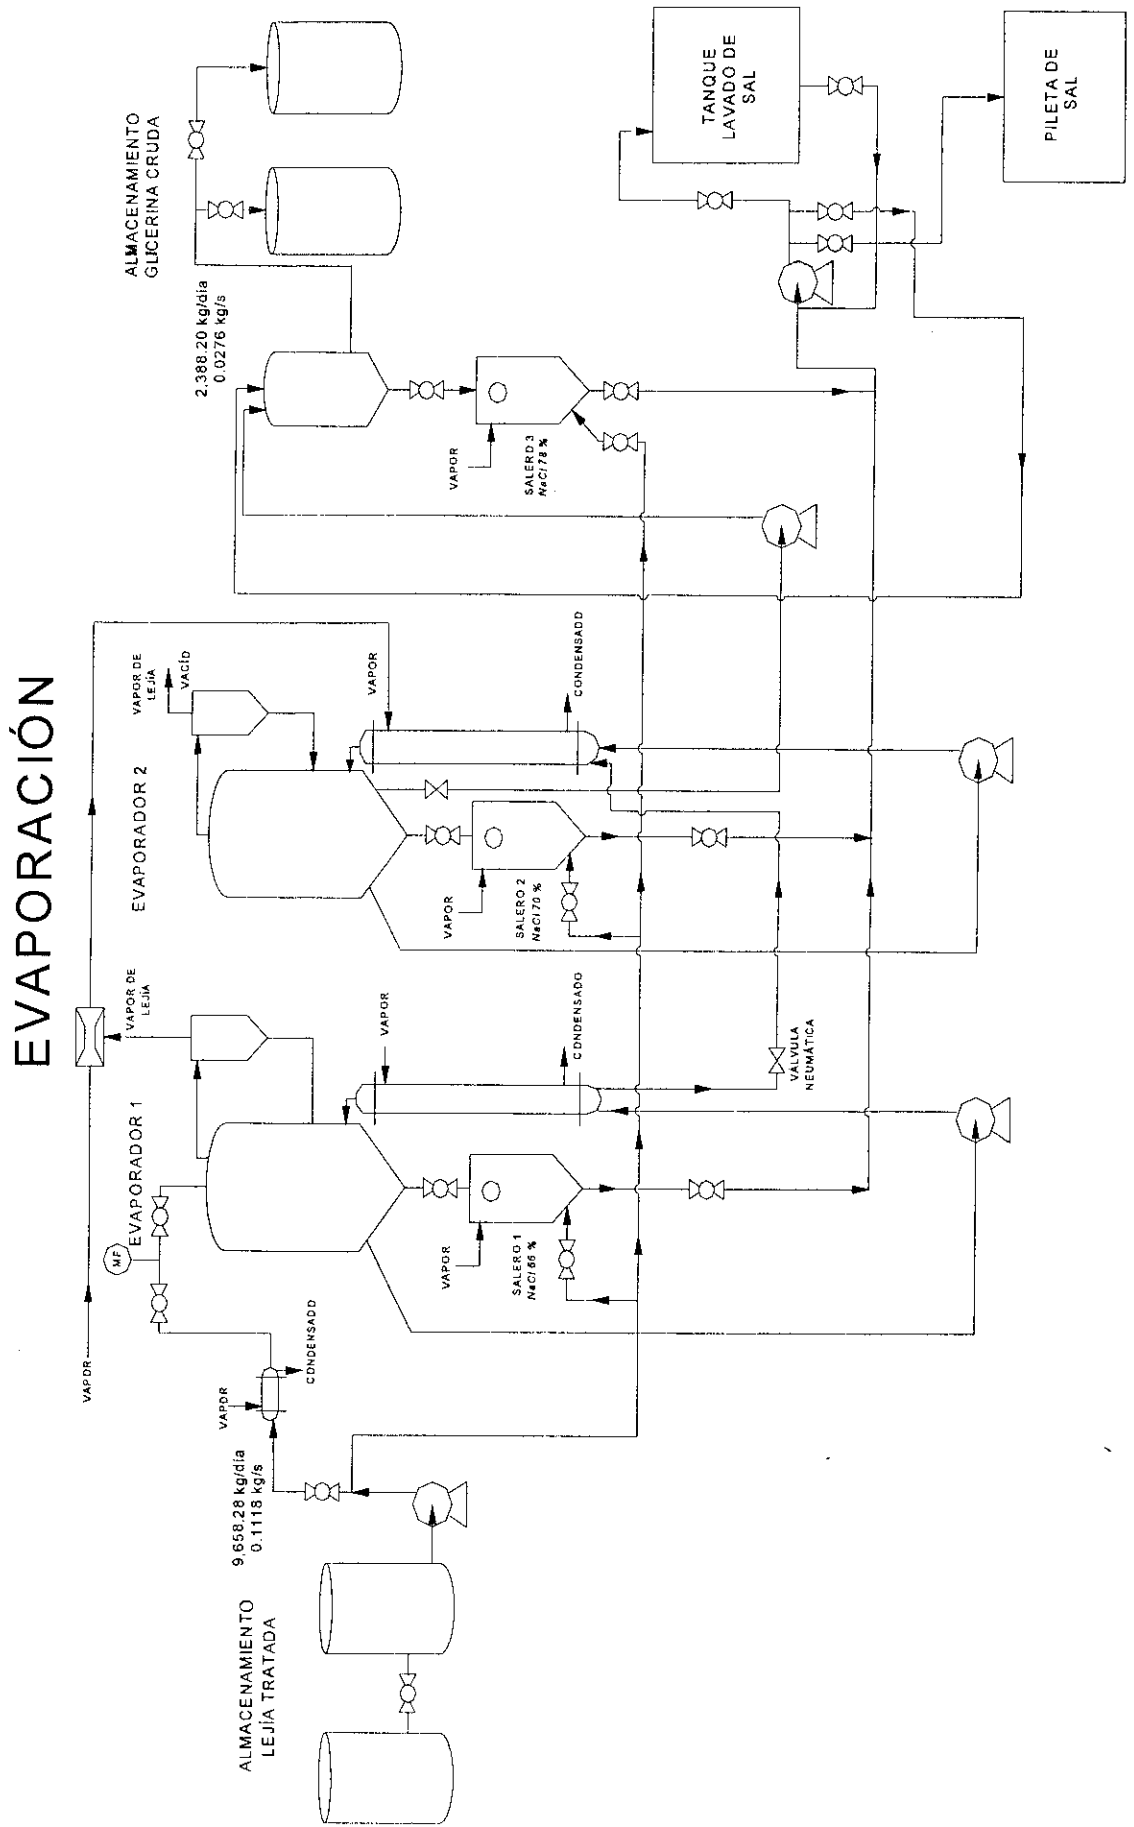 EVAPORACIÓN
VAPOR
VAPOR
CONDENSADO
9,658.28 kg/día
0.1118 kg/s
ALMACENAMIENTO
LEJÍA TRATADA
MF
EVAPORADOR 1
VAPOR DE
LEJÍA
VAPOR
CONDENSADO
VAPOR
SALERO 1
NaCl 66 %
VÁLVULA
NEUMÁTICA
EVAPORADOR 2
VAPOR DE
LEJÍA
VACÍO
VAPOR
CONDENSADO
VAPOR
SALERO 2
NaCl 70 %
VAPOR
SALERO 3
NaCl 78 %
2,388.20 kg/día
0.0276 kg/s
ALMACENAMIENTO
GLICERINA CRUDA
TANQUE
LAVADO DE
SAL
PILETA DE
SAL